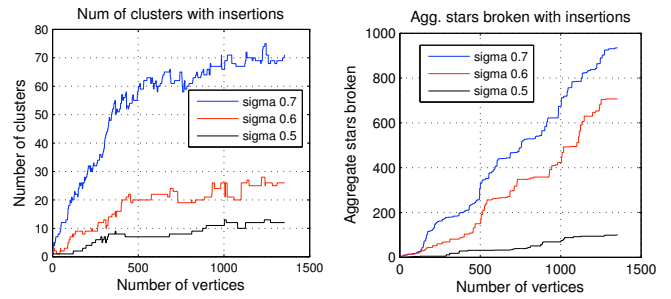 Num of clusters with insertions
80
70
60
50
40
30
20
10
0
Number of clusters
sigma 0.7
sigma 0.6
sigma 0.5
0
500
1000
1500
Number of vertices
Agg. stars broken with insertions
1000
800
600
400
200
0
Aggregate stars broken
sigma 0.7
sigma 0.6
sigma 0.5
0
500
1000
1500
Number of vertices